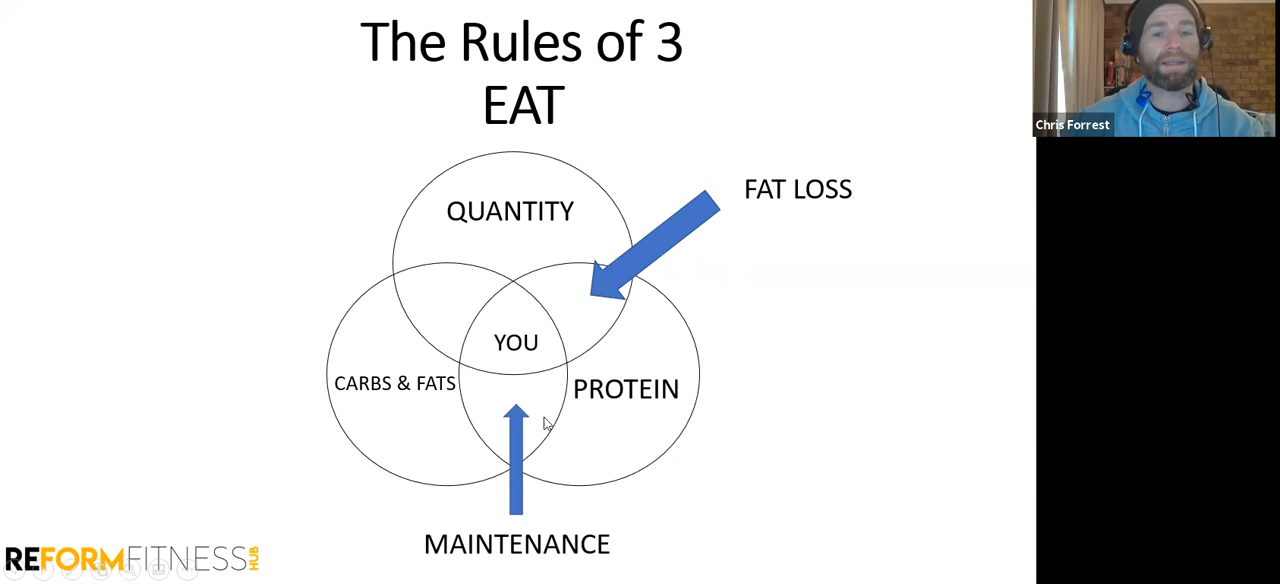 The Rules of 3
EAT
Chris Forrest
FAT LOSS
QUANTITY
YOU
CARBS & FATS
PROTEIN
MAINTENANCE
REFORMFITNESS HUB